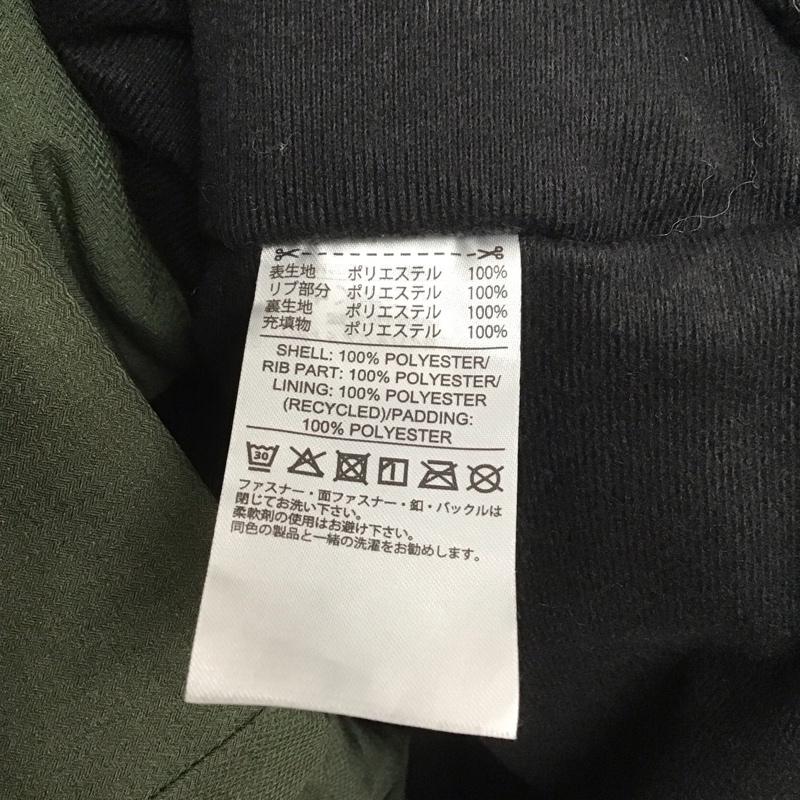 表生地 ポリエステル 100%
リブ部分 ポリエステル 100%
裏生地 ポリエステル 100%
充填物 ポリエステル 100%
SHELL: 100% POLYESTER/
RIB PART: 100% POLYESTER/
LINING: 100% POLYESTER
(RECYCLED)/PADDING:
100% POLYESTER
30
ファスナー・面ファスナー・釦・バックルは
閉じてお洗い下さい。
柔軟剤の使用はお避け下さい。
同色の製品と一緒の洗濯をお勧めします。